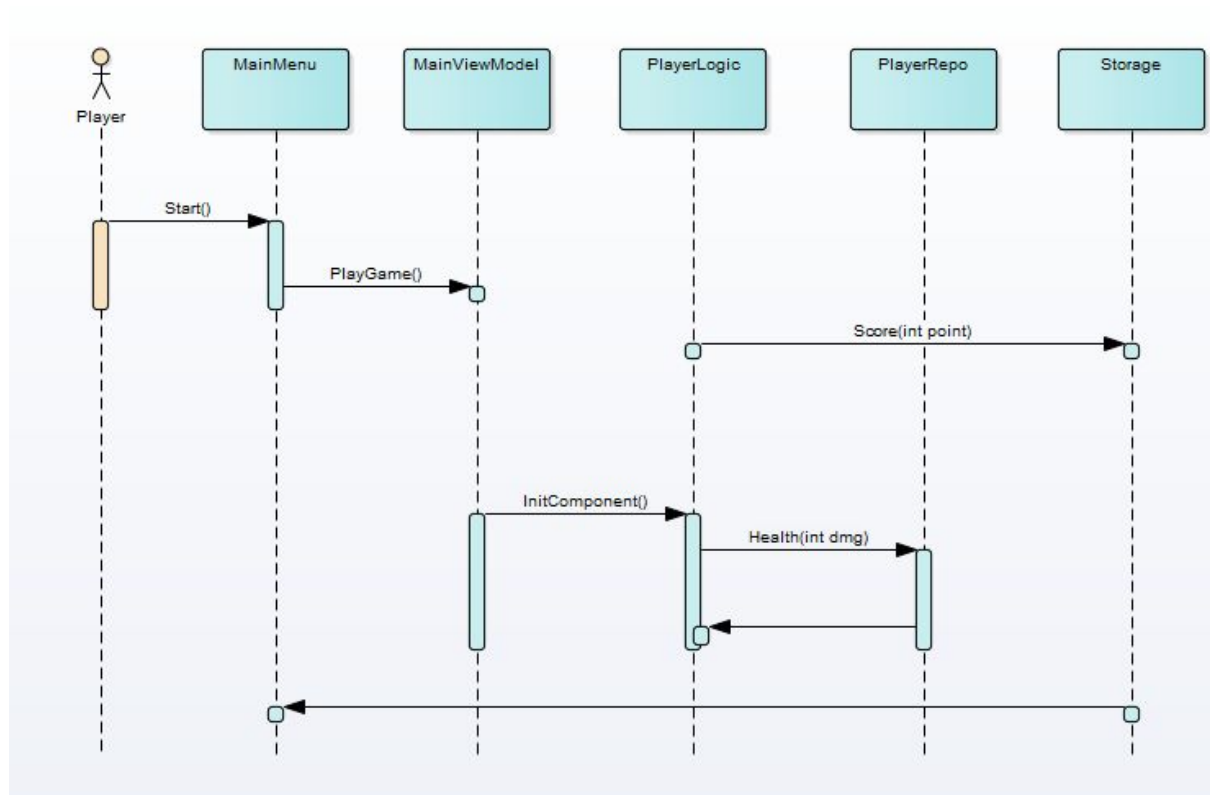 Player
MainMenu
MainViewModel
PlayerLogic
PlayerRepo
Storage
Start()
PlayGame()
Score(int point)
InitComponent()
Health(int dmg)